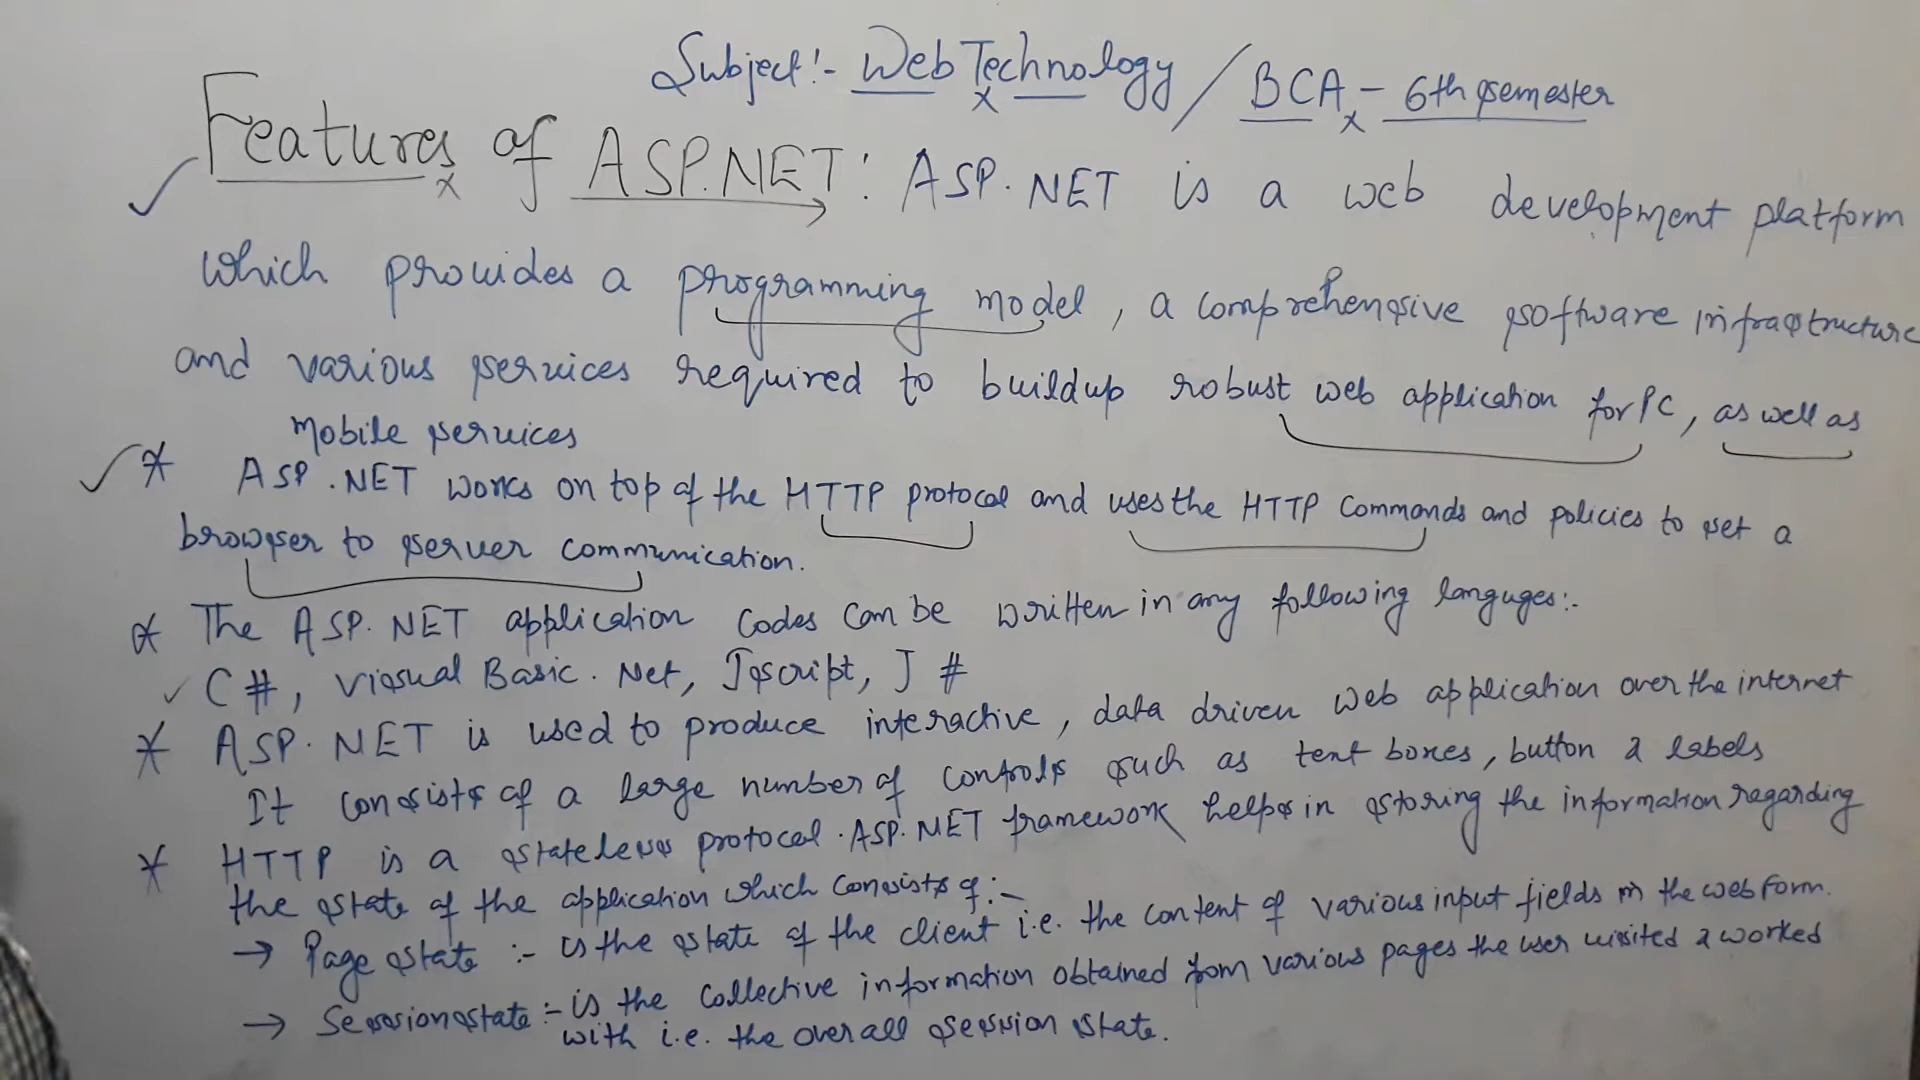 Subject:- Web Technology / BCA - 6th semester
Features of ASP.NET: ASP.NET is a web development platform
which provides a programming model, a comprehensive software infrastructure
and various services required to buildup robust web application for PC, as well as
mobile services
* ASP.NET works on top of the HTTP protocol and uses the HTTP Commands and policies to set a
browser to server communication.
* The ASP.NET application codes can be written in any following languges:-
C#, Viasual Basic.Net, Jscript, J#
* ASP.NET is used to produce interactive, data driven web application over the internet
It consists of a large number of controls such as text boxes, button & labels
* HTTP is a stateless protocol. ASP.NET framework helps in storing the information regarding
the state of the application which consists of:-
→ Page state :- is the state of the client i.e. the content of various input fields in the web form.
→ Session state :- is the collective information obtained from various pages the user visited & worked
with i.e. the overall session state.